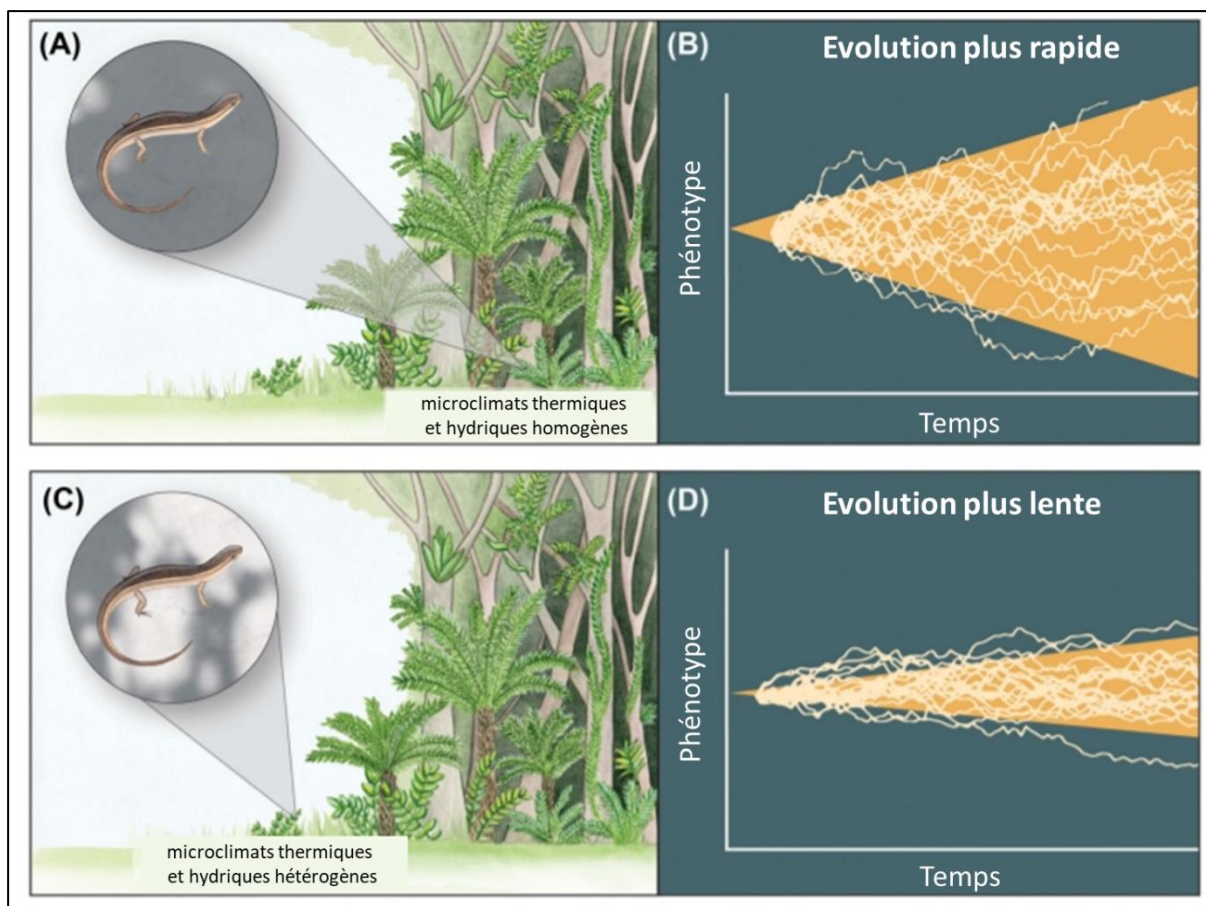 (A)
microclimats thermiques
et hydriques homogènes
(B)
Evolution plus rapide
Phénotype
Temps
(C)
microclimats thermiques
et hydriques hétérogènes
(D)
Evolution plus lente
Phénotype
Temps